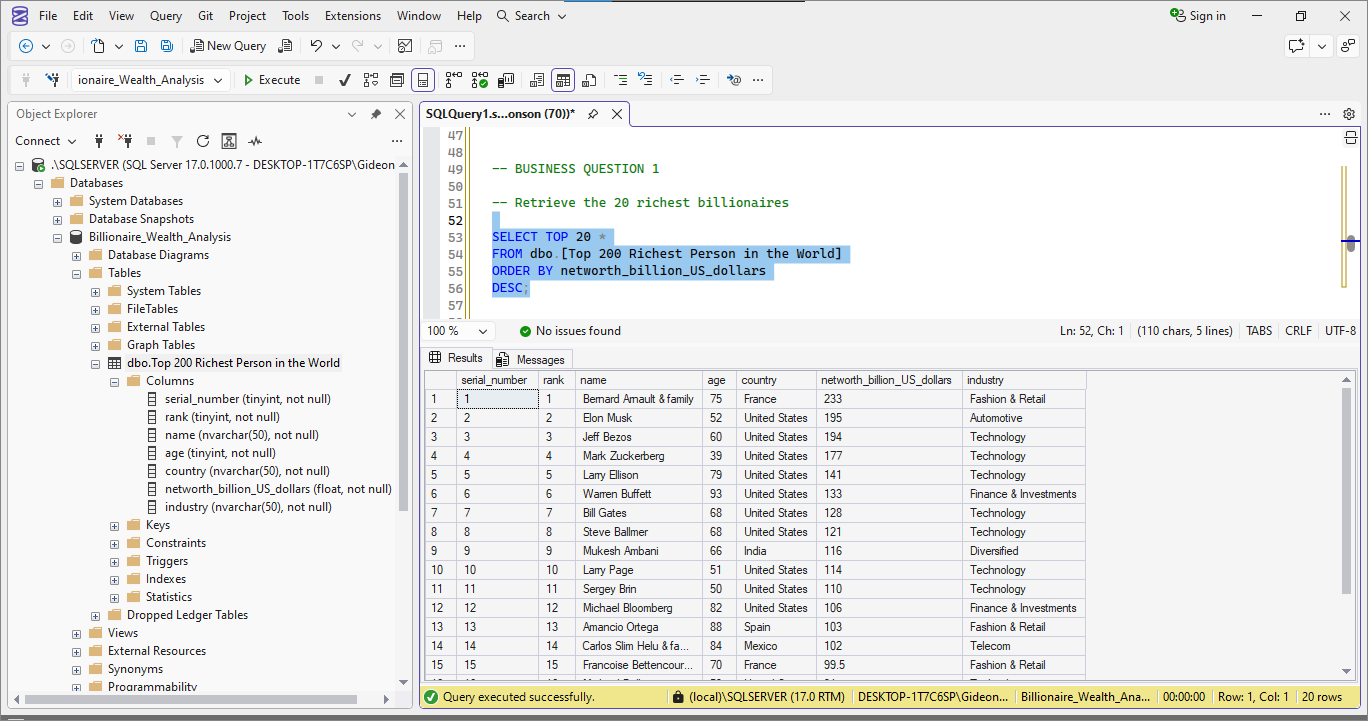 File Edit View Query Git Project Tools Extensions Window Help Search Sign in
New Query
ionaire_Wealth_Analysis Execute
Object Explorer
Connect
.\SQLSERVER (SQL Server 17.0.1000.7 - DESKTOP-1T7C6SP\Gideon
Databases
System Databases
Database Snapshots
Billionaire_Wealth_Analysis
Database Diagrams
Tables
System Tables
FileTables
External Tables
Graph Tables
dbo.Top 200 Richest Person in the World
Columns
serial_number (tinyint, not null)
rank (tinyint, not null)
name (nvarchar(50), not null)
age (tinyint, not null)
country (nvarchar(50), not null)
networth_billion_US_dollars (float, not null)
industry (nvarchar(50), not null)
Keys
Constraints
Triggers
Indexes
Statistics
Dropped Ledger Tables
Views
External Resources
Synonyms
Programmability
SQLQuery1.s...onson (70))*
47
48
49 -- BUSINESS QUESTION 1
50
51 -- Retrieve the 20 richest billionaires
52
53 SELECT TOP 20 *
54 FROM dbo.[Top 200 Richest Person in the World]
55 ORDER BY networth_billion_US_dollars
56 DESC;
57
100 % No issues found Ln: 52, Ch: 1 (110 chars, 5 lines) TABS CRLF UTF-8
Results Messages
serial_number rank name age country networth_billion_US_dollars industry
1 1 1 Bernard Arnault & family 75 France 233 Fashion & Retail
2 2 2 Elon Musk 52 United States 195 Automotive
3 3 3 Jeff Bezos 60 United States 194 Technology
4 4 4 Mark Zuckerberg 39 United States 177 Technology
5 5 5 Larry Ellison 79 United States 141 Technology
6 6 6 Warren Buffett 93 United States 133 Finance & Investments
7 7 7 Bill Gates 68 United States 128 Technology
8 8 8 Steve Ballmer 68 United States 121 Technology
9 9 9 Mukesh Ambani 66 India 116 Diversified
10 10 10 Larry Page 51 United States 114 Technology
11 11 11 Sergey Brin 50 United States 110 Technology
12 12 12 Michael Bloomberg 82 United States 106 Finance & Investments
13 13 13 Amancio Ortega 88 Spain 103 Fashion & Retail
14 14 14 Carlos Slim Helu & fa... 84 Mexico 102 Telecom
15 15 15 Francoise Bettencour... 70 France 99.5 Fashion & Retail
Query executed successfully. (local)\SQLSERVER (17.0 RTM) DESKTOP-1T7C6SP\Gideon... Billionaire_Wealth_Ana... 00:00:00 Row: 1, Col: 1 20 rows